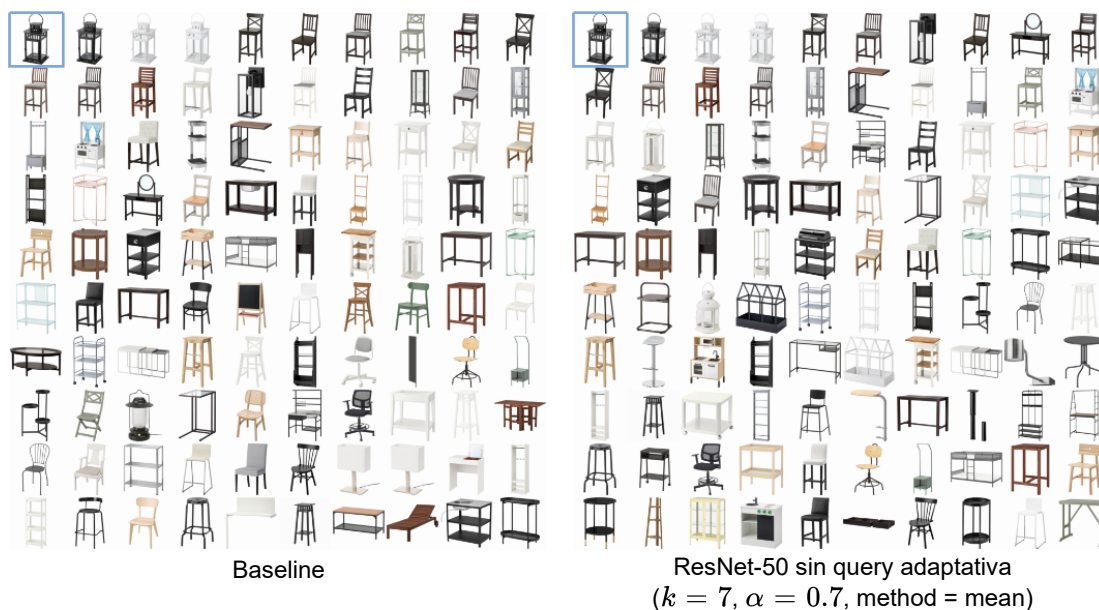 Baseline
ResNet-50 sin query adaptativa
(k = 7, α = 0.7, method = mean)